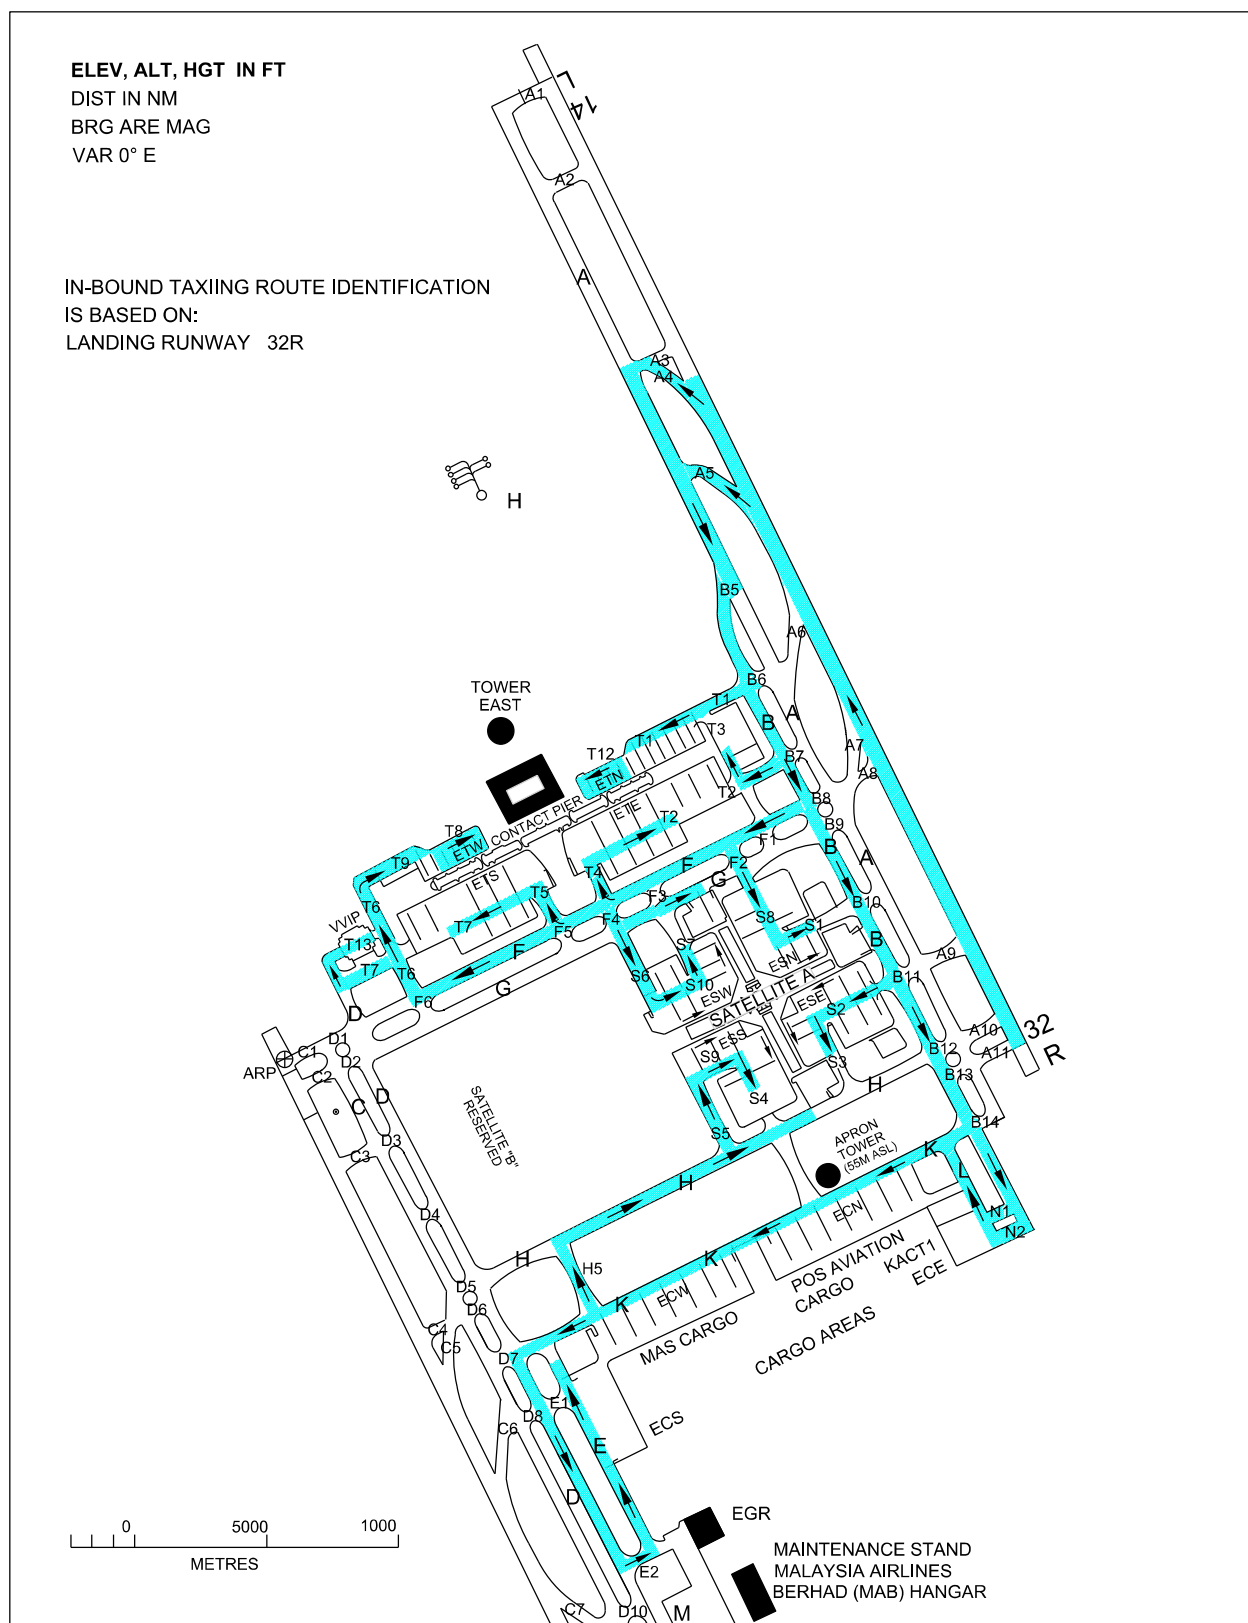 ELEV, ALT, HGT IN FT
DIST IN NM
BRG ARE MAG
VAR 0° E
L
14
A1
A2
A
IN-BOUND TAXIING ROUTE IDENTIFICATION
IS BASED ON:
LANDING RUNWAY 32R
A3
A4
A5
H
B5
A6
B6
TOWER
EAST
T1
A
B
T3
T1
A7
B7
T12
A8
ETN
T2
B8
CONTACT PIER
ETE
T2
B9
T8
F1
B
ETW
F
F2
A
T9
ETS
T4
G
T5
F3
B10
T6
F4
S8
S1
VVIP
T7
F5
B
T13
F
S7
ESN
A9
T7
T6
S6
S10
B11
G
ESW
SATELLITE A
ESE
F6
S2
D
ESS
32
R
A10
D1
C1
B12
A11
ARP
D2
S9
S3
B13
C2
H
D
S4
C
SATELLITE "B"
RESERVED
B14
S5
APRON
TOWER
(55M ASL)
D3
K
C3
L
H
N1
D4
ECN
N2
H
K
POS AVIATION
CARGO
KACT1
ECE
H5
D5
ECW
D6
K
CARGO AREAS
C4
MAS CARGO
C5
D7
E1
D8
ECS
C6
E
D
0
5000
1000
METRES
EGR
E2
MAINTENANCE STAND
MALAYSIA AIRLINES
BERHAD (MAB) HANGAR
C7
D10
M